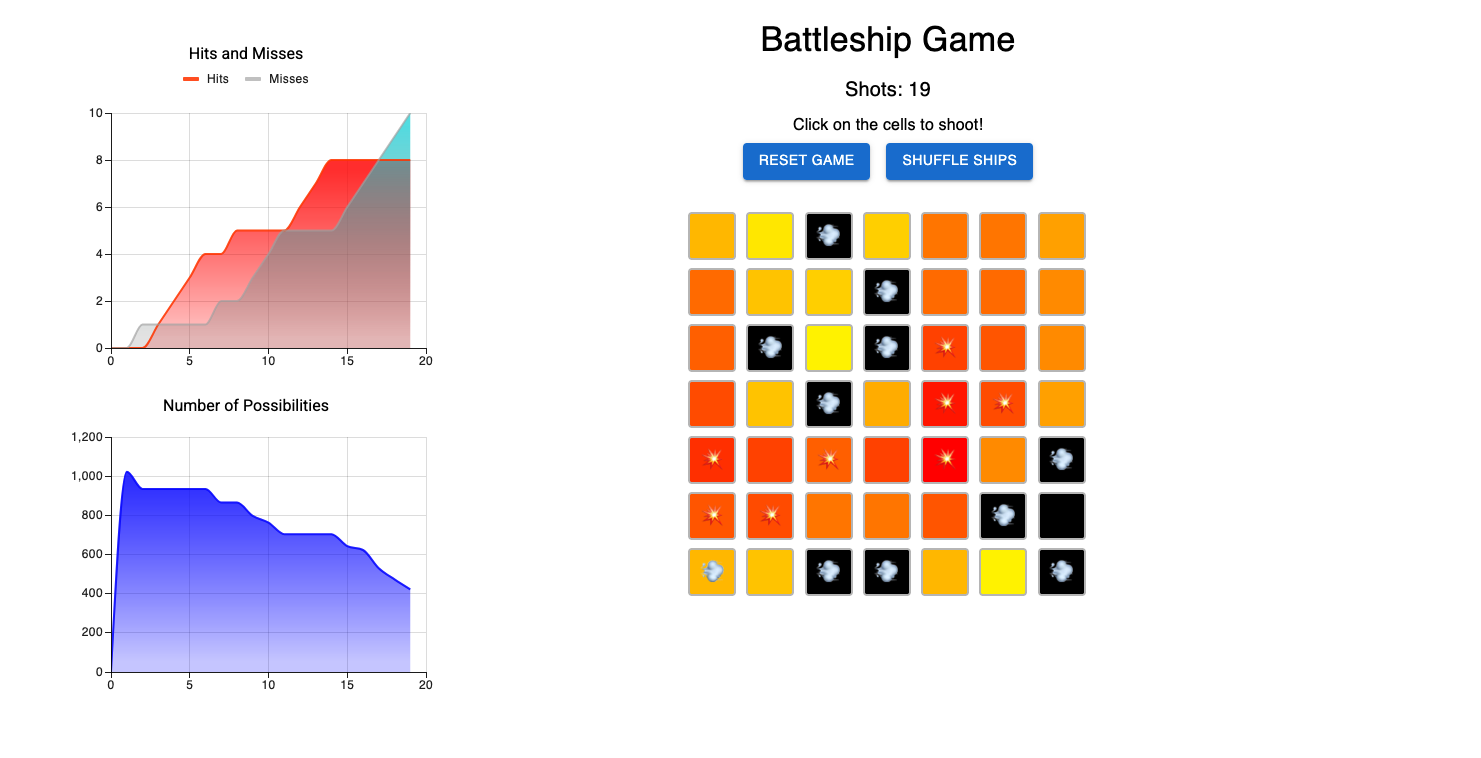 Battleship Game
Shots: 19
Click on the cells to shoot!
RESET GAME SHUFFLE SHIPS
Hits and Misses
Hits Misses
10
8
6
4
2
0
0 5 10 15 20
Number of Possibilities
1,200
1,000
800
600
400
200
0
0 5 10 15 20